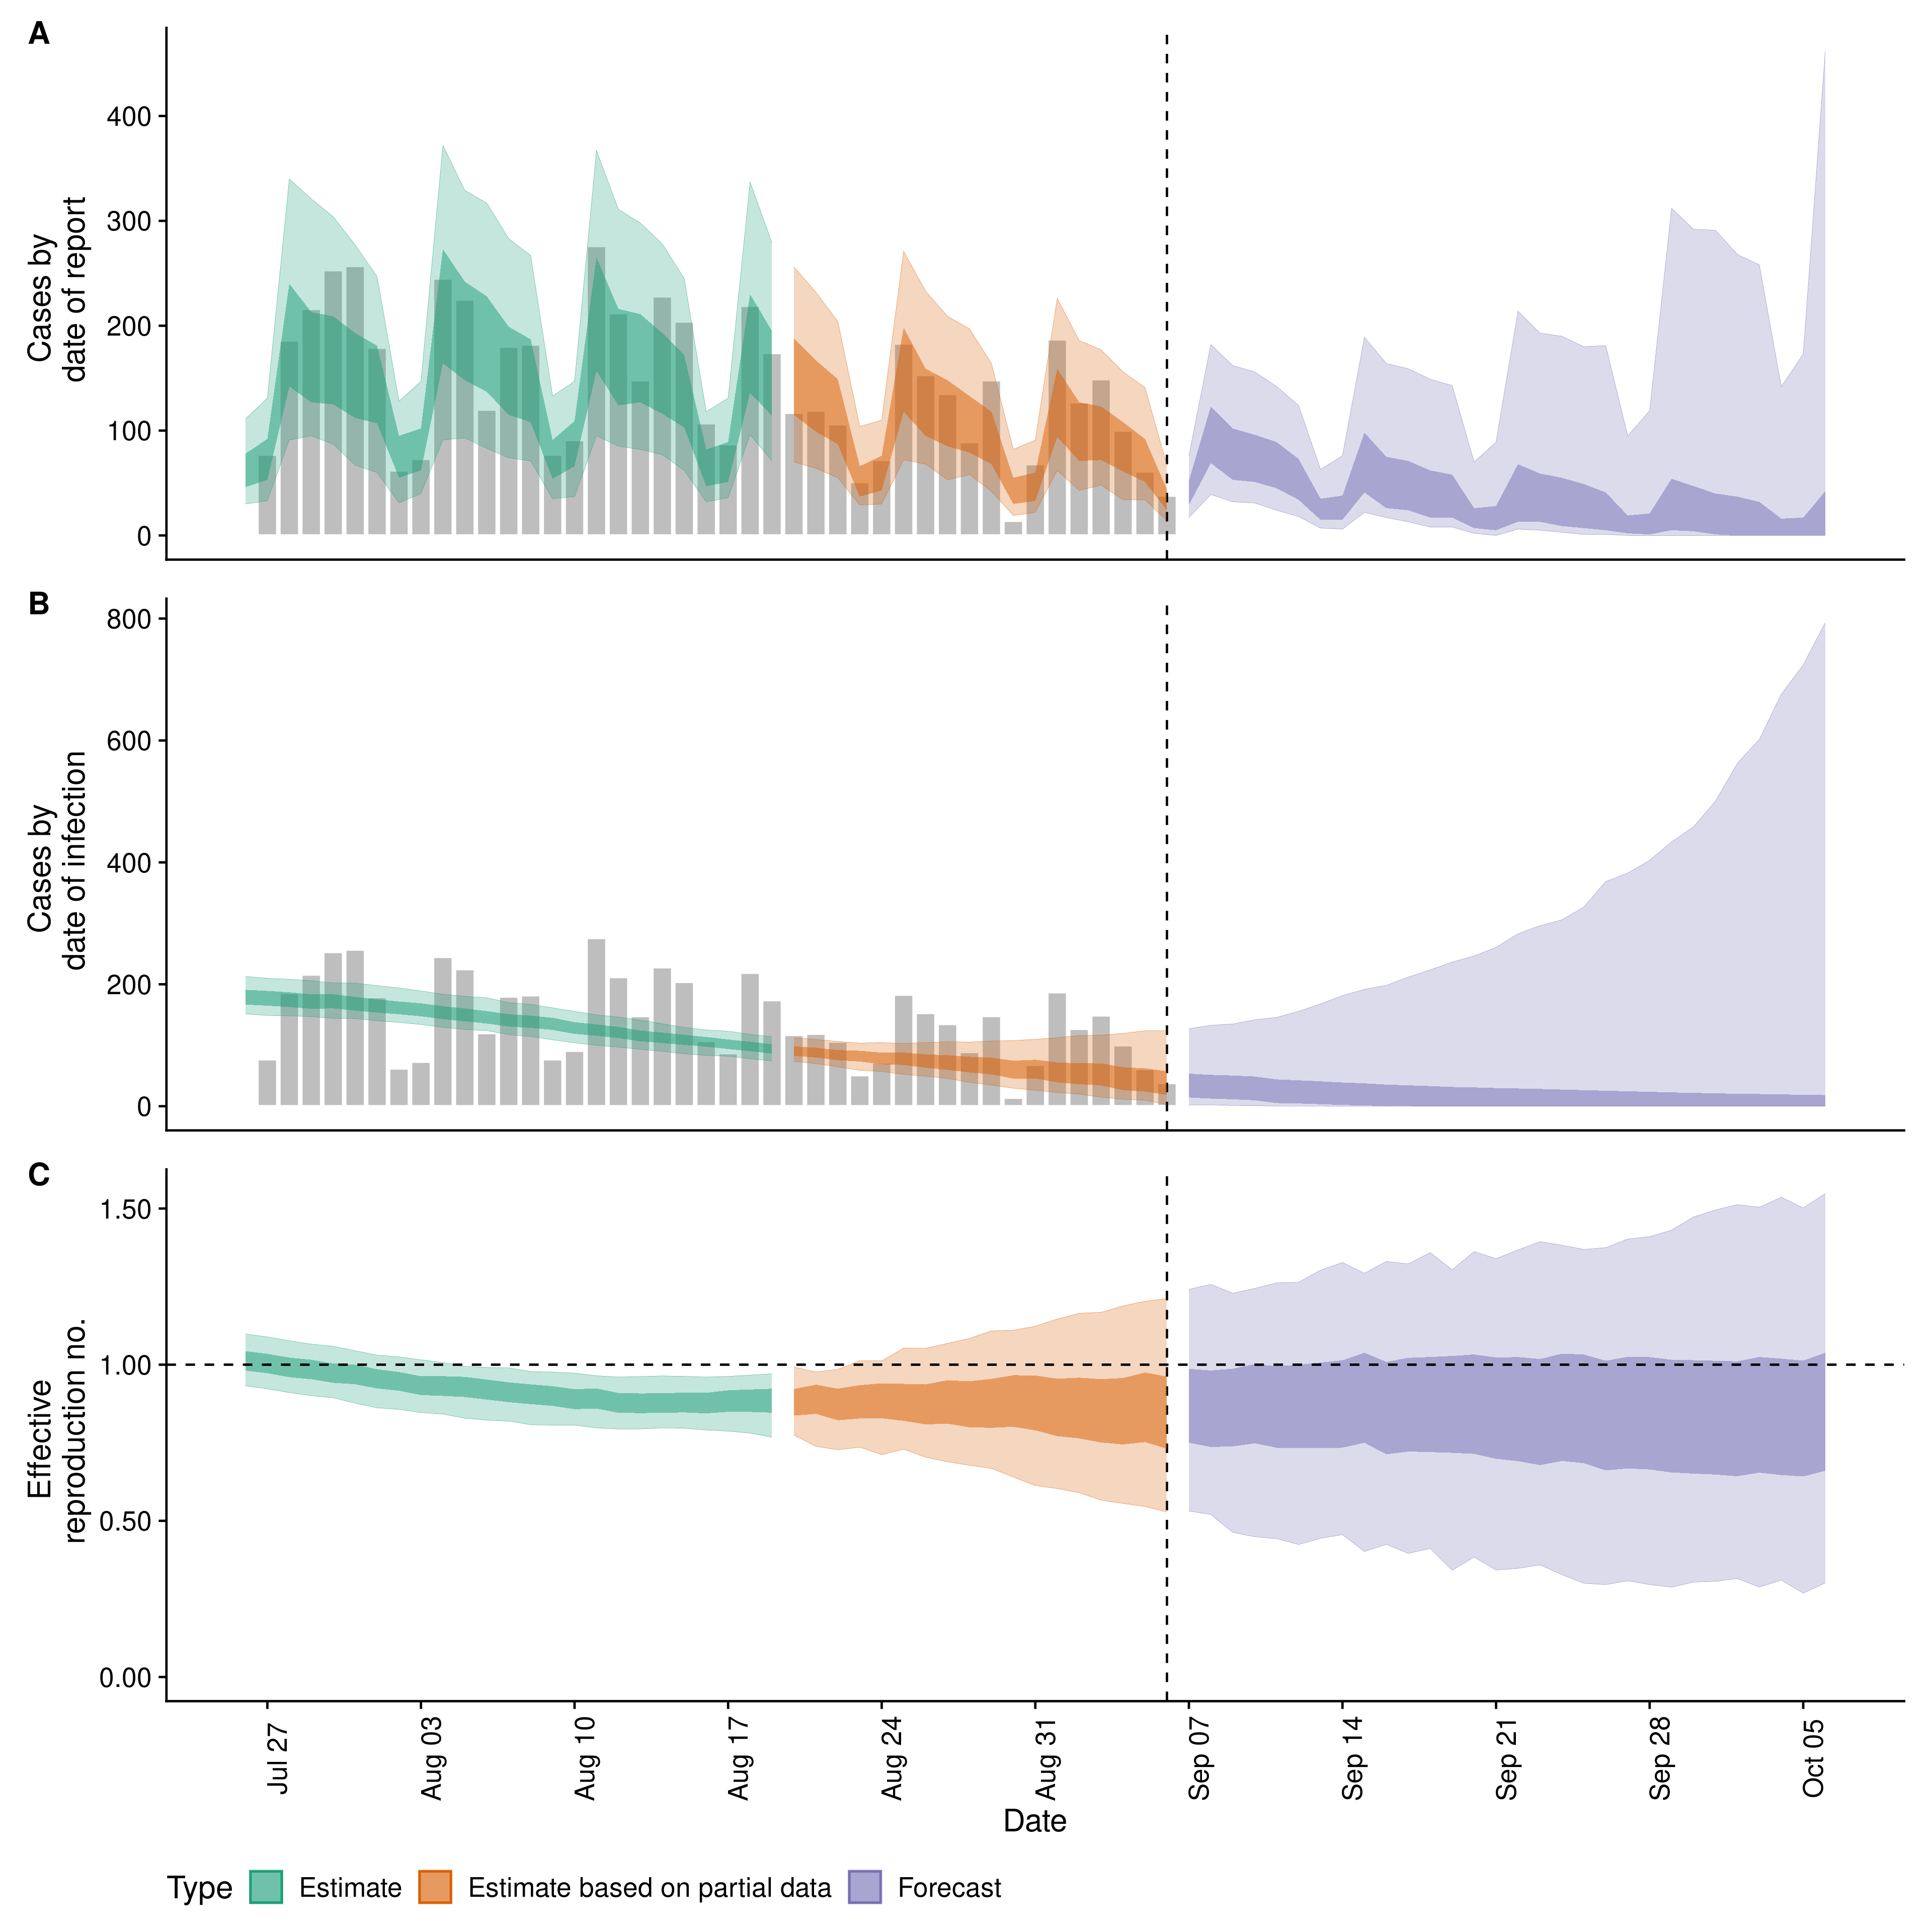 A
Cases by
date of report
400
300
200
100
0
B
Cases by
date of infection
800
600
400
200
0
C
Effective
reproduction no.
1.50
1.00
0.50
0.00
Jul 27
Aug 03
Aug 10
Aug 17
Aug 24
Aug 31
Sep 07
Sep 14
Sep 21
Sep 28
Oct 05
Date
Type Estimate Estimate based on partial data Forecast